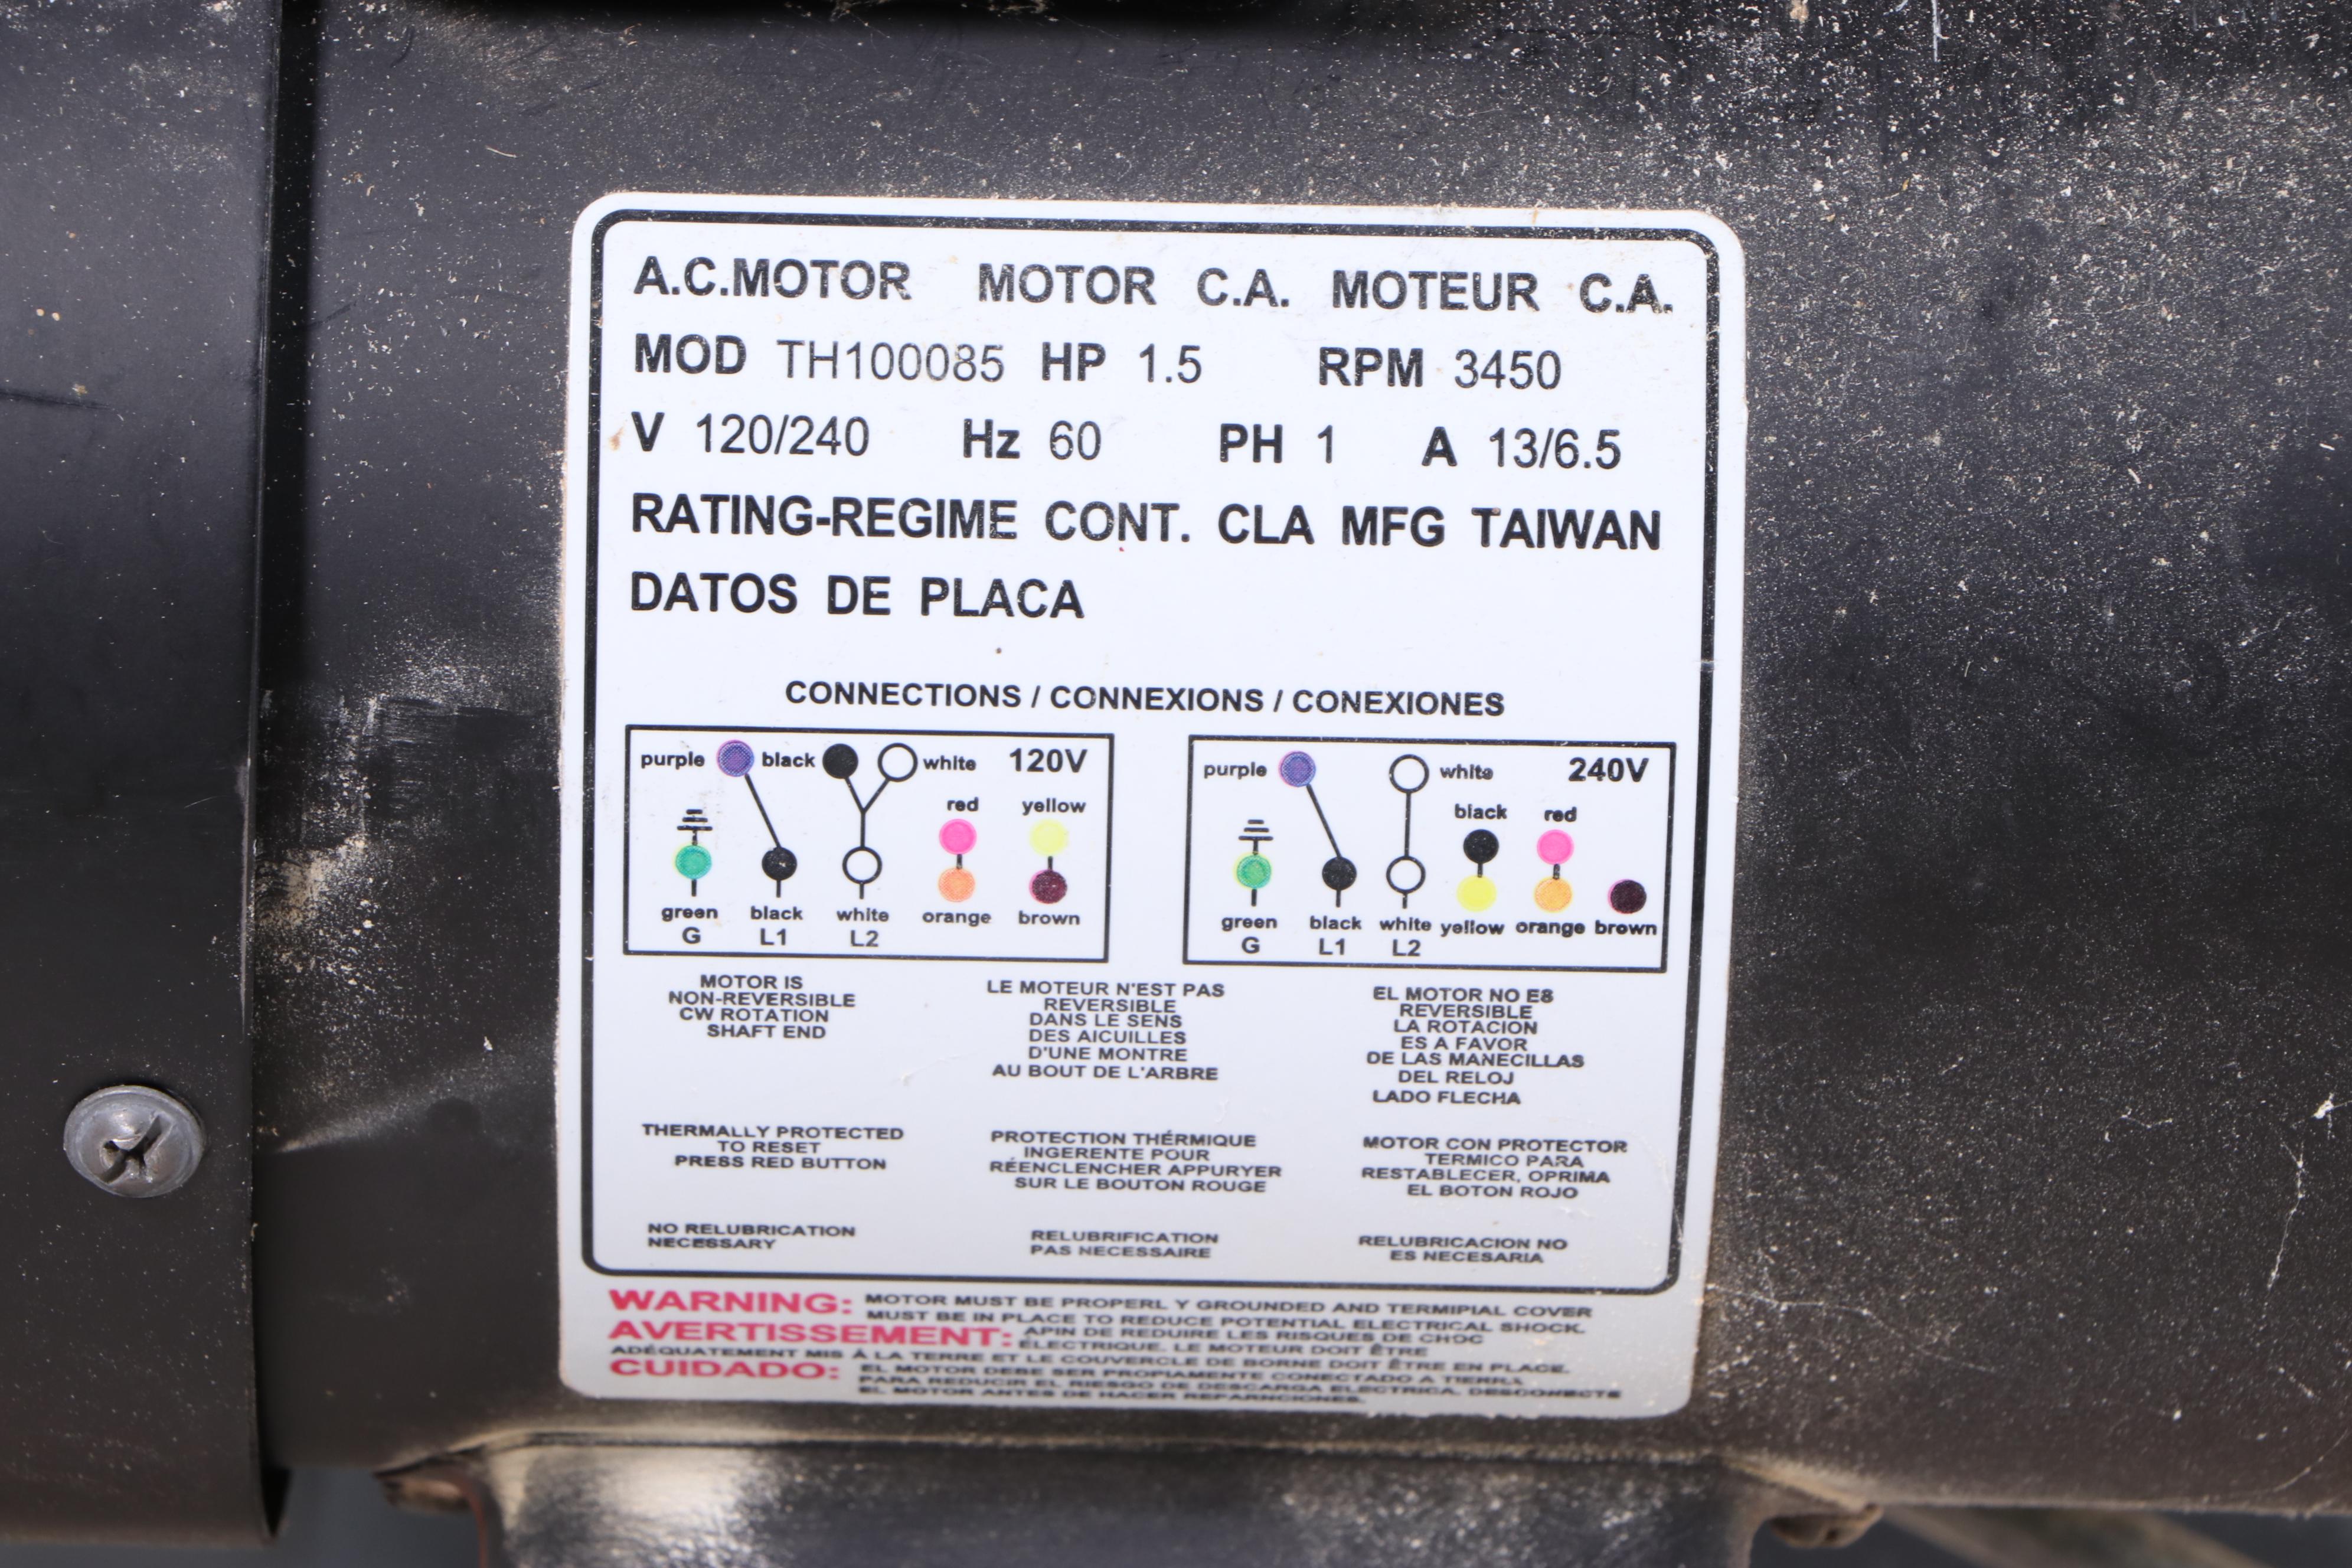 A.C.MOTOR MOTOR C.A. MOTEUR C.A.
MOD TH100085 HP 1.5 RPM 3450
V 120/240 Hz 60 PH 1 A 13/6.5
RATING-REGIME CONT. CLA MFG TAIWAN
DATOS DE PLACA
CONNECTIONS / CONNEXIONS / CONEXIONES
purple black white 120V
red yellow
green black white orange brown
G L1 L2
purple white 240V
black red
green black white yellow orange brown
G L1 L2
MOTOR IS
NON-REVERSIBLE
CW ROTATION
SHAFT END
LE MOTEUR N'EST PAS
REVERSIBLE
DANS LE SENS
DES AICUILLES
D'UNE MONTRE
AU BOUT DE L'ARBRE
EL MOTOR NO ES
REVERSIBLE
LA ROTACION
ES A FAVOR
DE LAS MANECILLAS
DEL RELOJ
LADO FLECHA
THERMALLY PROTECTED
TO RESET
PRESS RED BUTTON
PROTECTION THÉRMIQUE
INGERENTE POUR
RÉENCLENCHER APPURYER
SUR LE BOUTON ROUGE
MOTOR CON PROTECTOR
TERMICO PARA
RESTABLECER, OPRIMA
EL BOTON ROJO
NO RELUBRICATION
NECESSARY
RELUBRIFICATION
PAS NECESSAIRE
RELUBRICACION NO
ES NECESARIA
WARNING: MOTOR MUST BE PROPERL Y GROUNDED AND TERMIPIAL COVER
MUST BE IN PLACE TO REDUCE POTENTIAL ELECTRICAL SHOCK.
AVERTISSEMENT: APIN DE REDUIRE LES RISQUES DE CHOC
ÉLECTRIQUE. LE MOTEUR DOIT ÊTRE
ADÉQUATEMENT MIS À LA TERRE ET LE COUVERCLE DE BORNE DOIT ÊTRE EN PLACE.
CUIDADO: EL MOTOR DEBE SER PROPIAMENTE CONECTADO A TIERRA
PARA REDUCIR EL RIESGO DE DESCARGA ELECTRICA. DESCONECTE
EL MOTOR ANTES DE HACER REPARNCIONES.